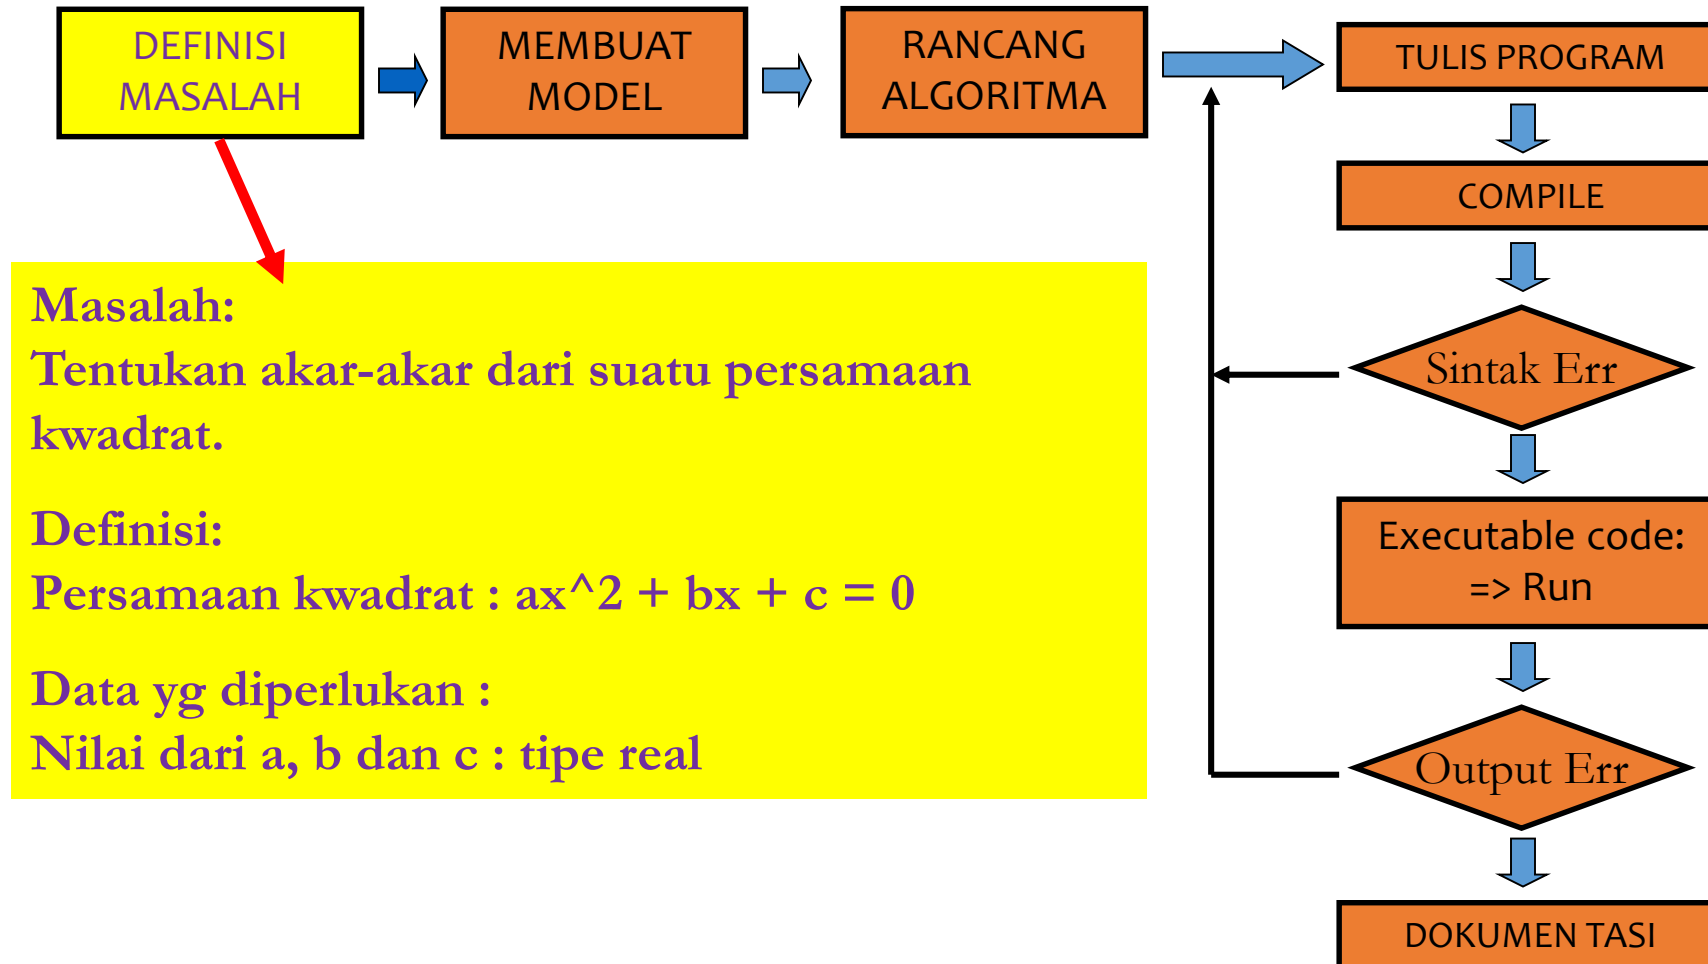 DEFINISI
MASALAH
MEMBUAT
MODEL
RANCANG
ALGORITMA
TULIS PROGRAM
COMPILE
Sintak Err
Executable code:
=> Run
Output Err
DOKUMEN TASI
Masalah:
Tentukan akar-akar dari suatu persamaan
kwadrat.
Definisi:
Persamaan kwadrat : ax^2 + bx + c = 0
Data yg diperlukan :
Nilai dari a, b dan c : tipe real